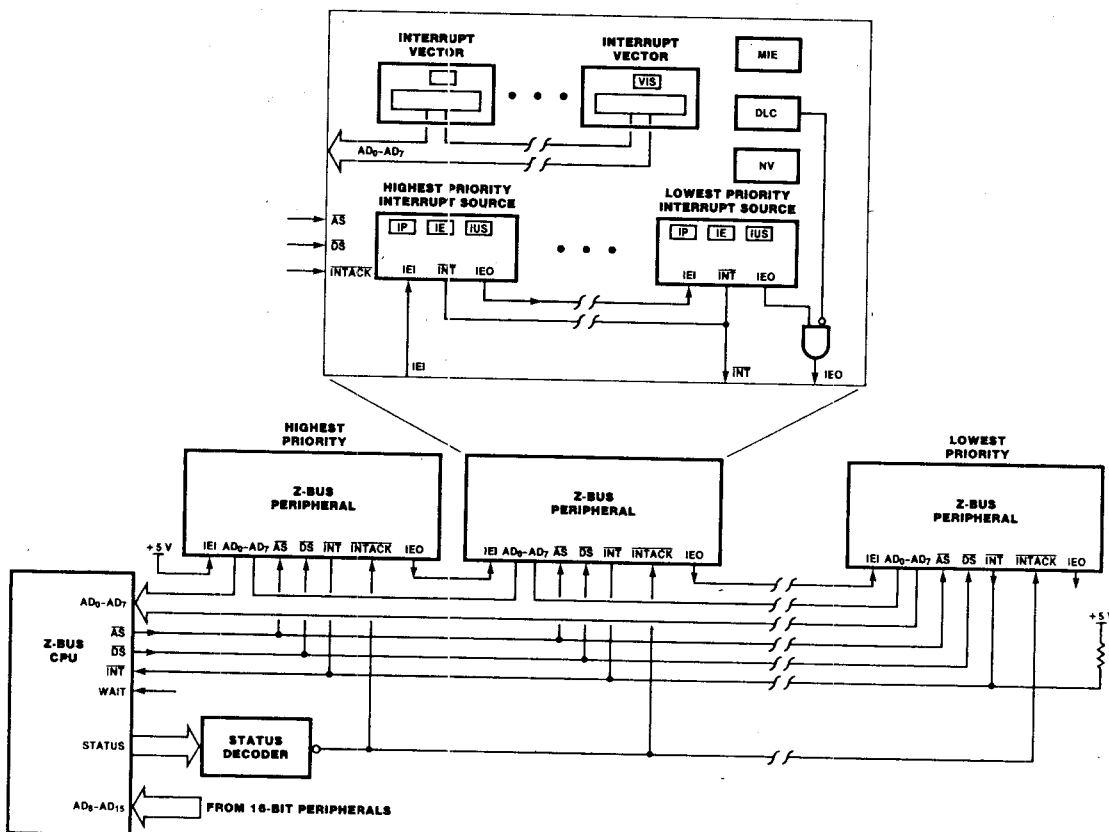 INTERRUPT
VECTOR
INTERRUPT
VECTOR
VIS
MIE
DLC
NV
AD0-AD7
HIGHEST PRIORITY
INTERRUPT SOURCE
LOWEST PRIORITY
INTERRUPT SOURCE
IP IE IUS
IP IE IUS
AS
DS
INTACK
IEI INT IEO
IEI INT IEO
IEI
INT
IEO
HIGHEST
PRIORITY
LOWEST
PRIORITY
Z-BUS
PERIPHERAL
Z-BUS
PERIPHERAL
Z-BUS
PERIPHERAL
+5 V
IEI AD0-AD7 AS DS INT INTACK IEO
IEI AD0-AD7 AS DS INT INTACK IEO
IEI AD0-AD7 AS DS INT INTACK IEO
+5 V
Z-BUS
CPU
AD0-AD7
AS
DS
INT
WAIT
STATUS
STATUS
DECODER
AD8-AD15
FROM 16-BIT PERIPHERALS